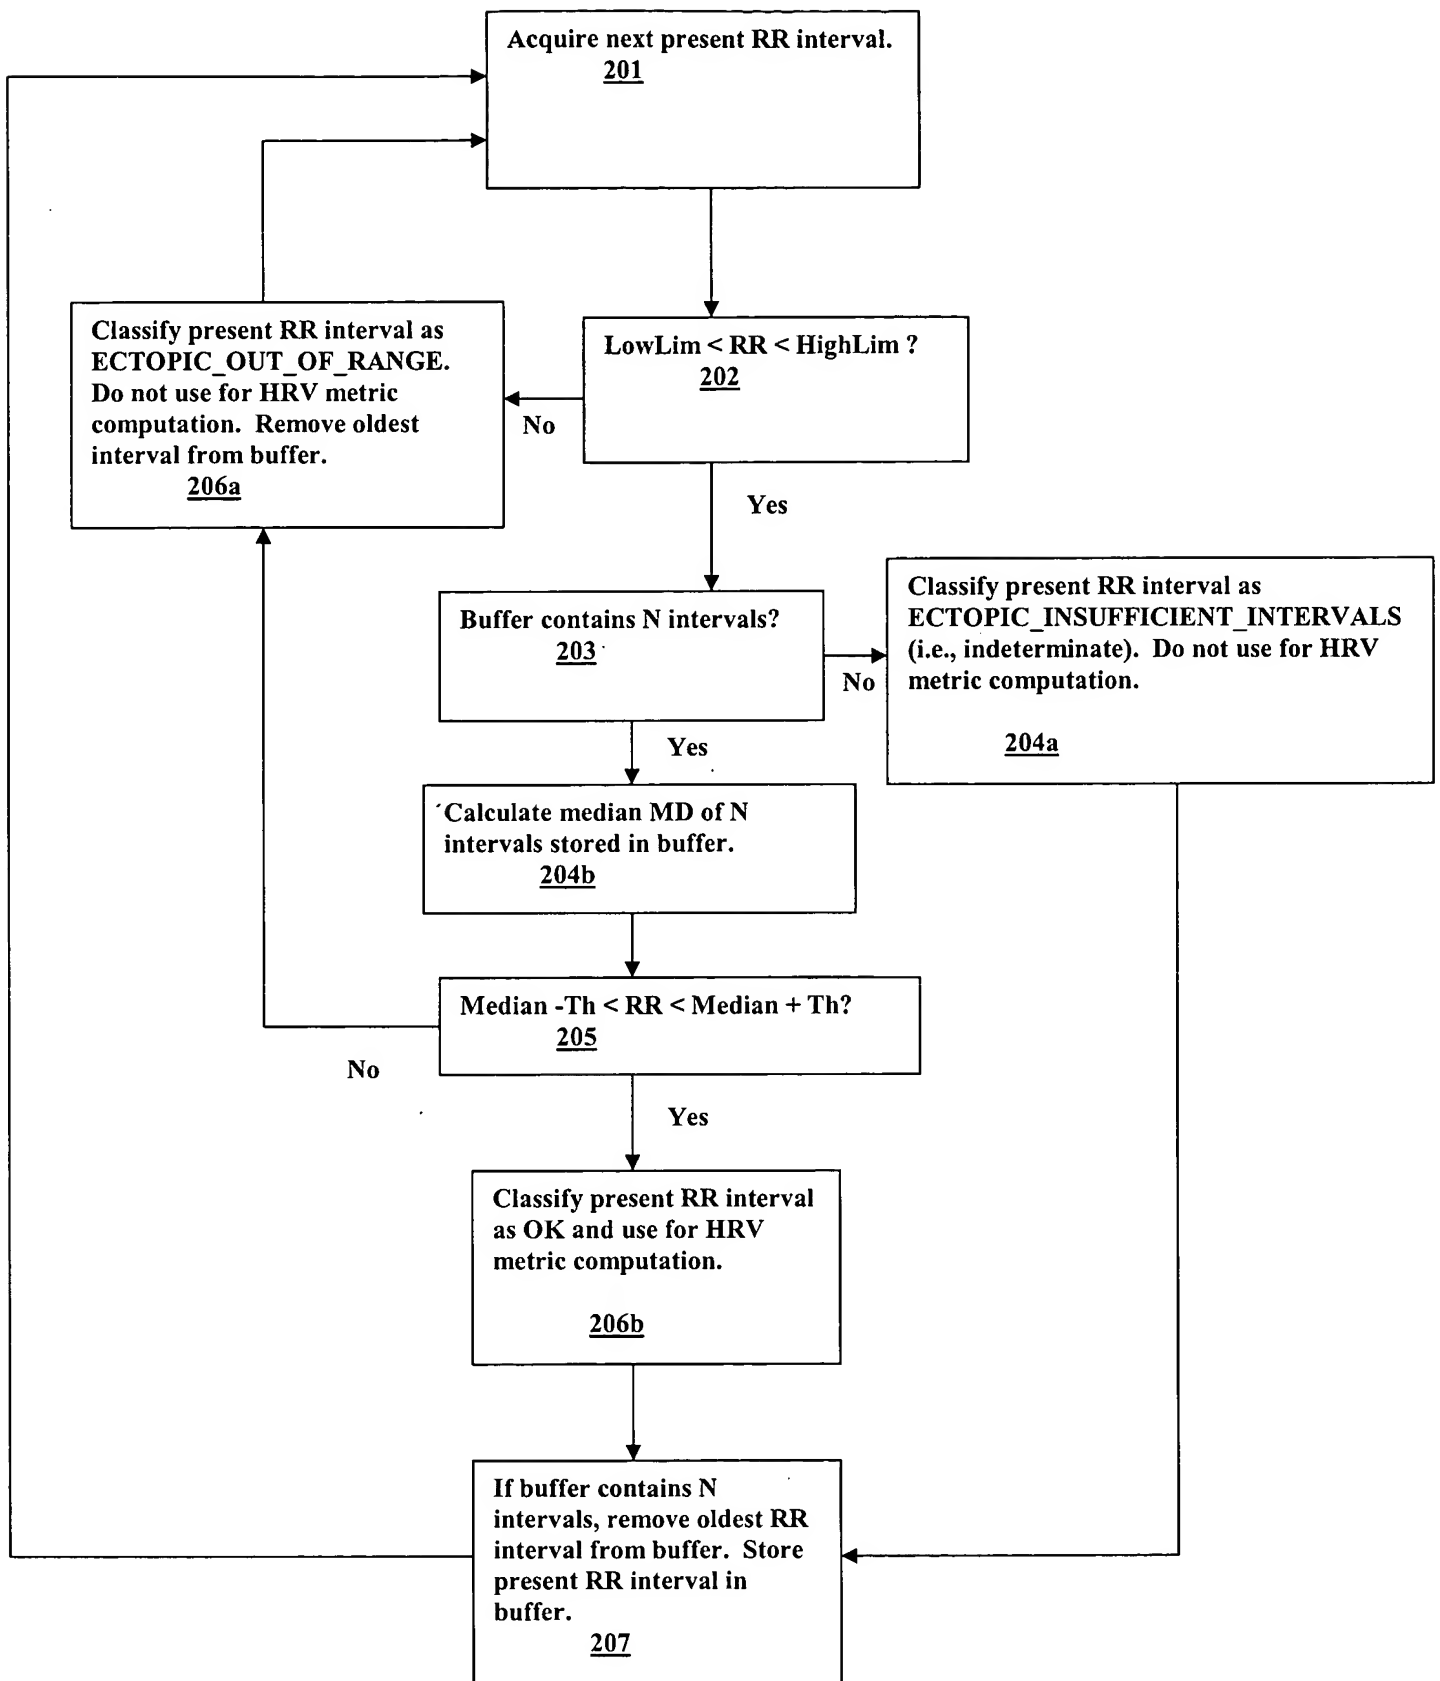 Acquire next present RR interval.
201
Classify present RR interval as
ECTOPIC_OUT_OF_RANGE.
Do not use for HRV metric
computation. Remove oldest
interval from buffer.
206a
LowLim < RR < HighLim ?
202
No
Yes
Buffer contains N intervals?
203
No
Classify present RR interval as
ECTOPIC_INSUFFICIENT_INTERVALS
(i.e., indeterminate). Do not use for HRV
metric computation.
204a
Yes
Calculate median MD of N
intervals stored in buffer.
204b
Median -Th < RR < Median + Th?
205
No
Yes
Classify present RR interval
as OK and use for HRV
metric computation.
206b
If buffer contains N
intervals, remove oldest RR
interval from buffer. Store
present RR interval in
buffer.
207